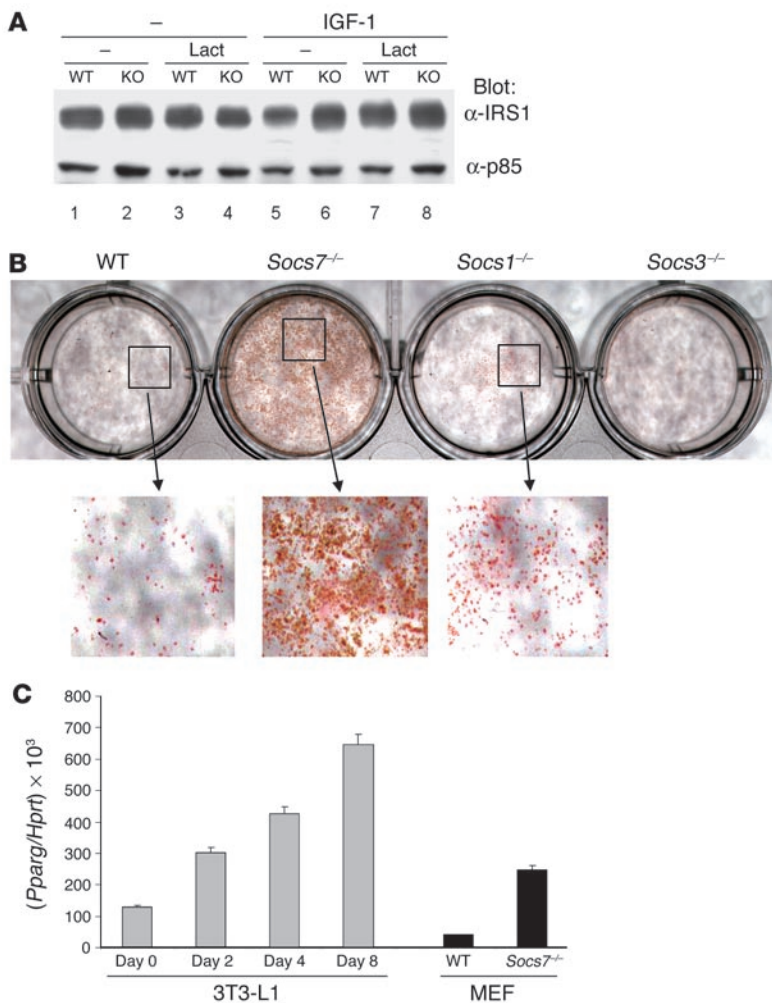 A
– IGF-1
– Lact – Lact
WT KO WT KO WT KO WT KO
Blot:
α-IRS1
α-p85
1 2 3 4 5 6 7 8
B
WT Socs7–/– Socs1–/– Socs3–/–
C
(Pparg/Hprt) × 10³
800
700
600
500
400
300
200
100
0
Day 0 Day 2 Day 4 Day 8 WT Socs7–/–
3T3-L1 MEF